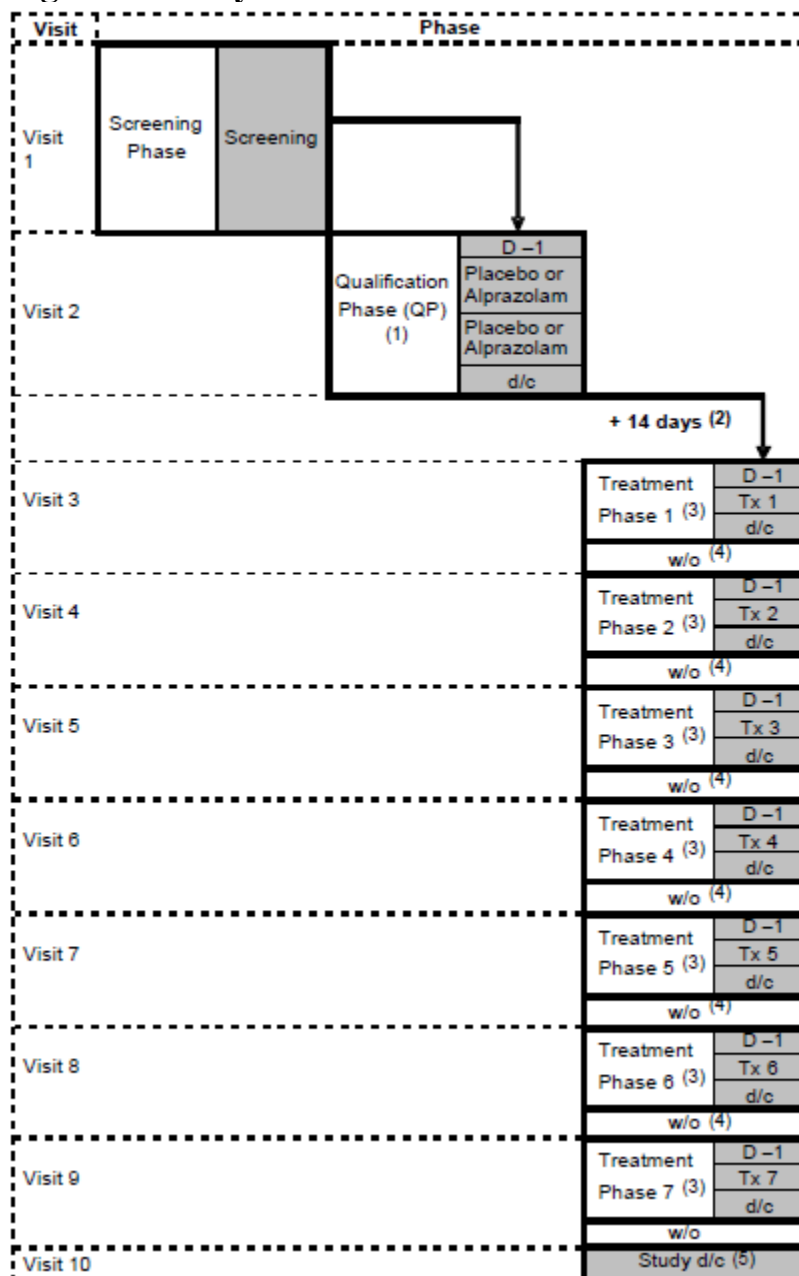 Visit Phase
Visit
1
Screening
Phase
Screening
Visit 2
Qualification
Phase (QP)
(1)
D –1
Placebo or
Alprazolam
Placebo or
Alprazolam
d/c
+ 14 days (2)
Visit 3
Treatment
Phase 1 (3)
D –1
Tx 1
d/c
w/o (4)
Visit 4
Treatment
Phase 2 (3)
D –1
Tx 2
d/c
w/o (4)
Visit 5
Treatment
Phase 3 (3)
D –1
Tx 3
d/c
w/o (4)
Visit 6
Treatment
Phase 4 (3)
D –1
Tx 4
d/c
w/o (4)
Visit 7
Treatment
Phase 5 (3)
D –1
Tx 5
d/c
w/o (4)
Visit 8
Treatment
Phase 6 (3)
D –1
Tx 6
d/c
w/o (4)
Visit 9
Treatment
Phase 7 (3)
D –1
Tx 7
d/c
w/o
Visit 10
Study d/c (5)